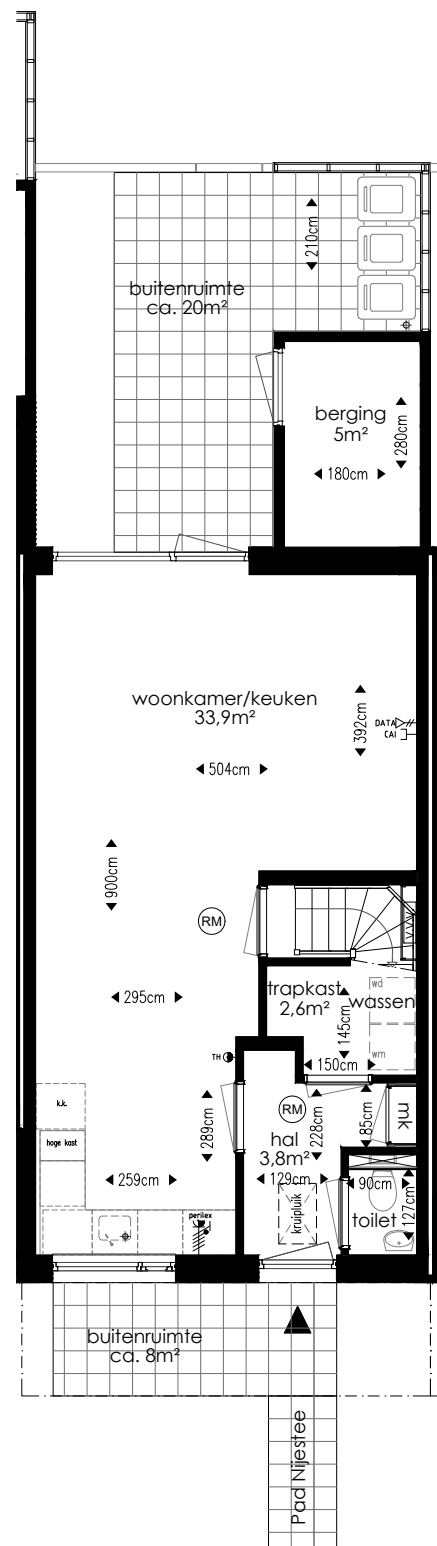 210cm
buitenruimte
ca. 20m²
berging
5m²
280cm
180cm
woonkamer/keuken
33,9m²
392cm
DATA
CAI
504cm
900cm
RM
trapkast
2,6m²
wd
wassen
295cm
145cm
wm
TH
150cm
k.k.
289cm
RM
228cm
85cm
mk
hoge kast
hal
3,8m²
259cm
129cm
90cm
127cm
kruipluik
perilex
toilet
buitenruimte
ca. 8m²
Pad Nijestee